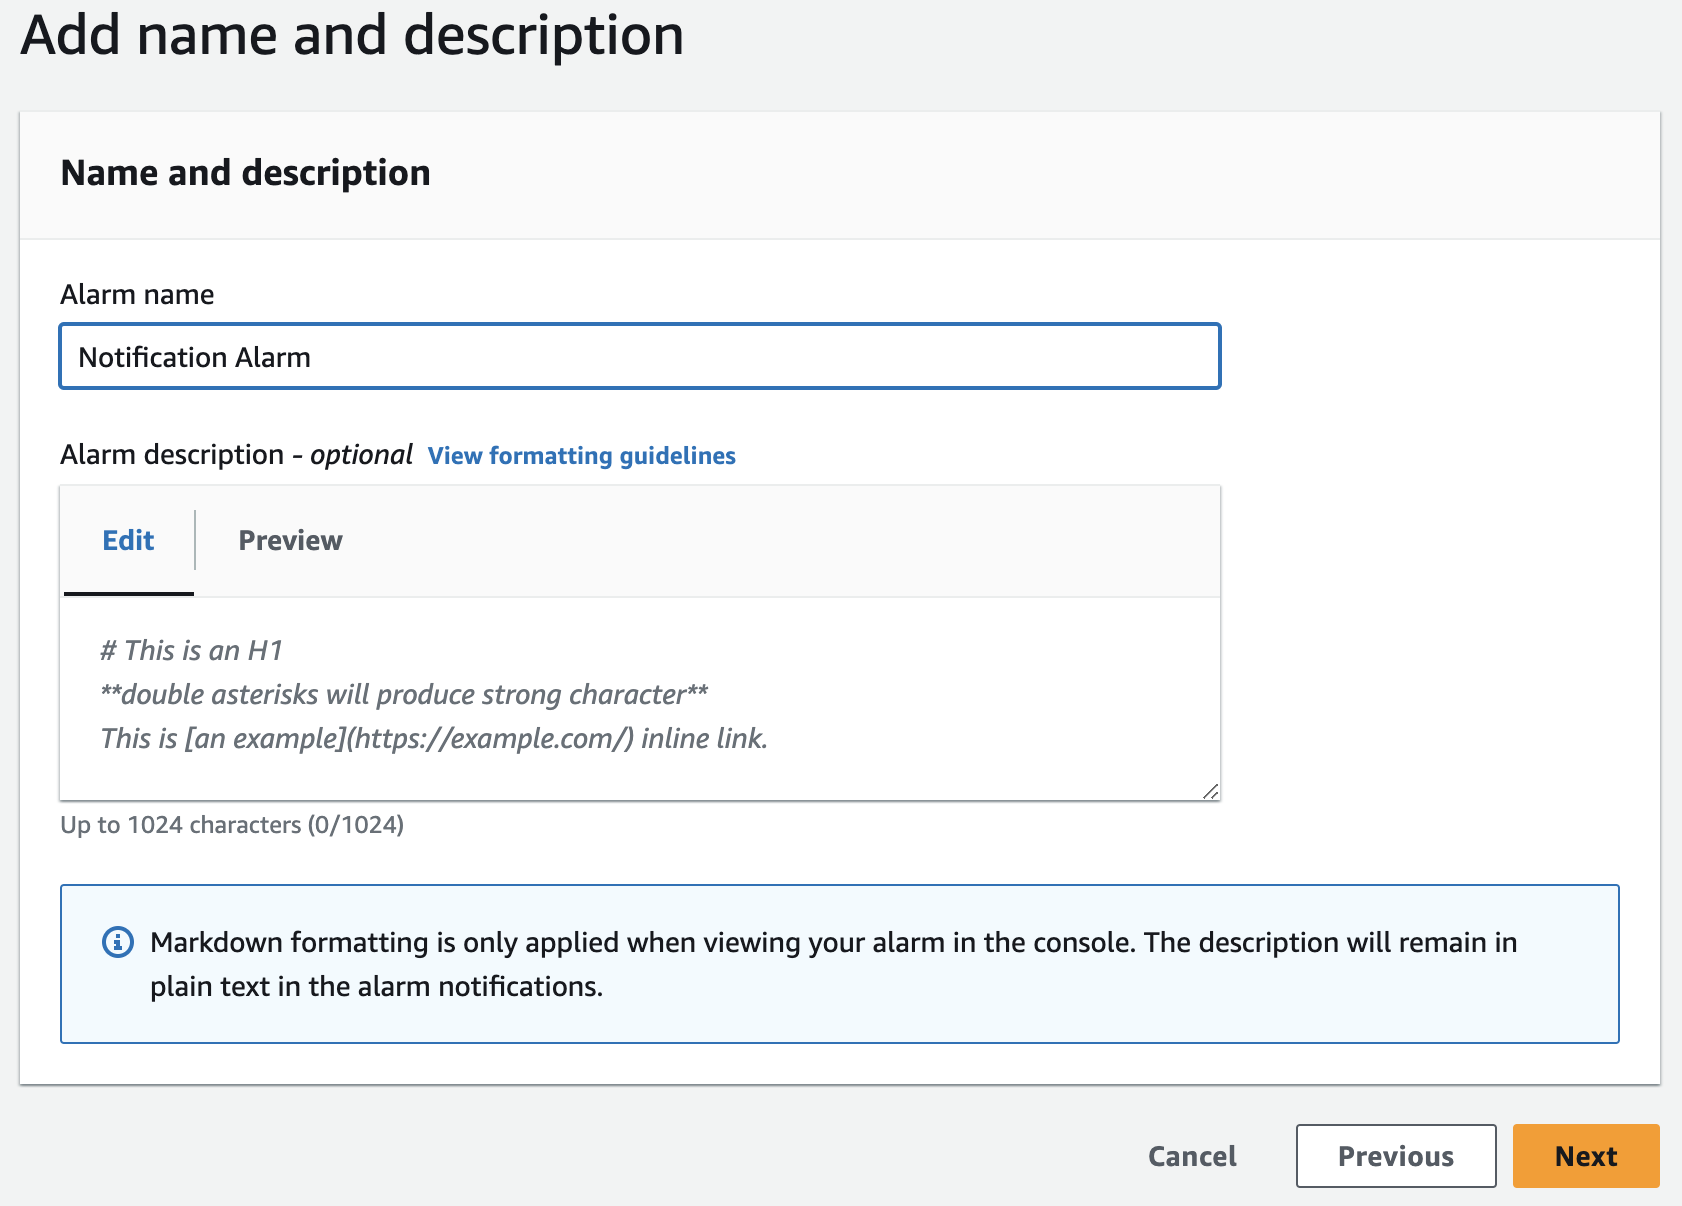 Add name and description
Name and description
Alarm name
Notification Alarm
Alarm description - optional View formatting guidelines
Edit Preview
# This is an H1
**double asterisks will produce strong character**
This is [an example](https://example.com/) inline link.
Up to 1024 characters (0/1024)
Markdown formatting is only applied when viewing your alarm in the console. The description will remain in
plain text in the alarm notifications.
Cancel Previous Next